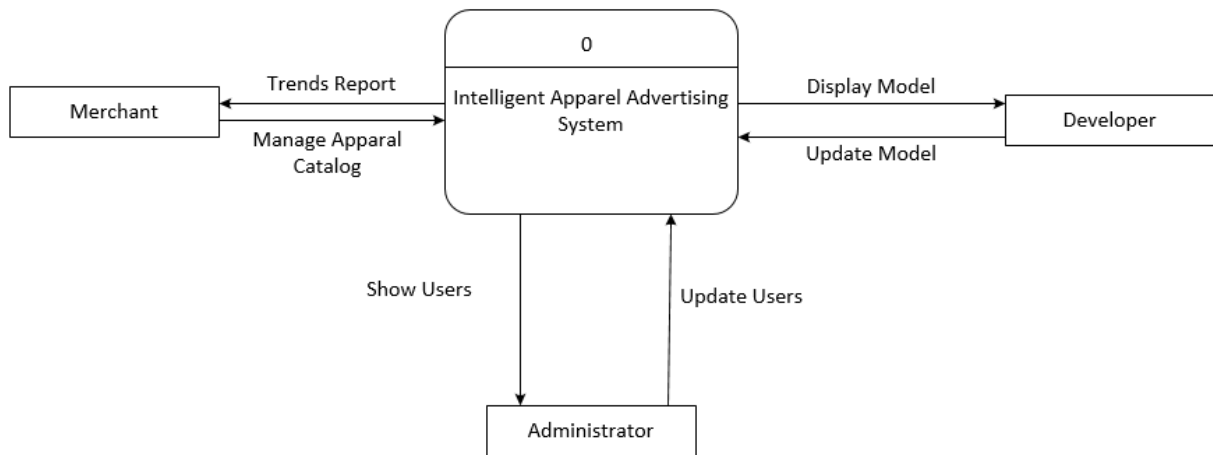 0
Intelligent Apparel Advertising
System
Trends Report
Merchant
Manage Apparal
Catalog
Display Model
Developer
Update Model
Show Users
Update Users
Administrator